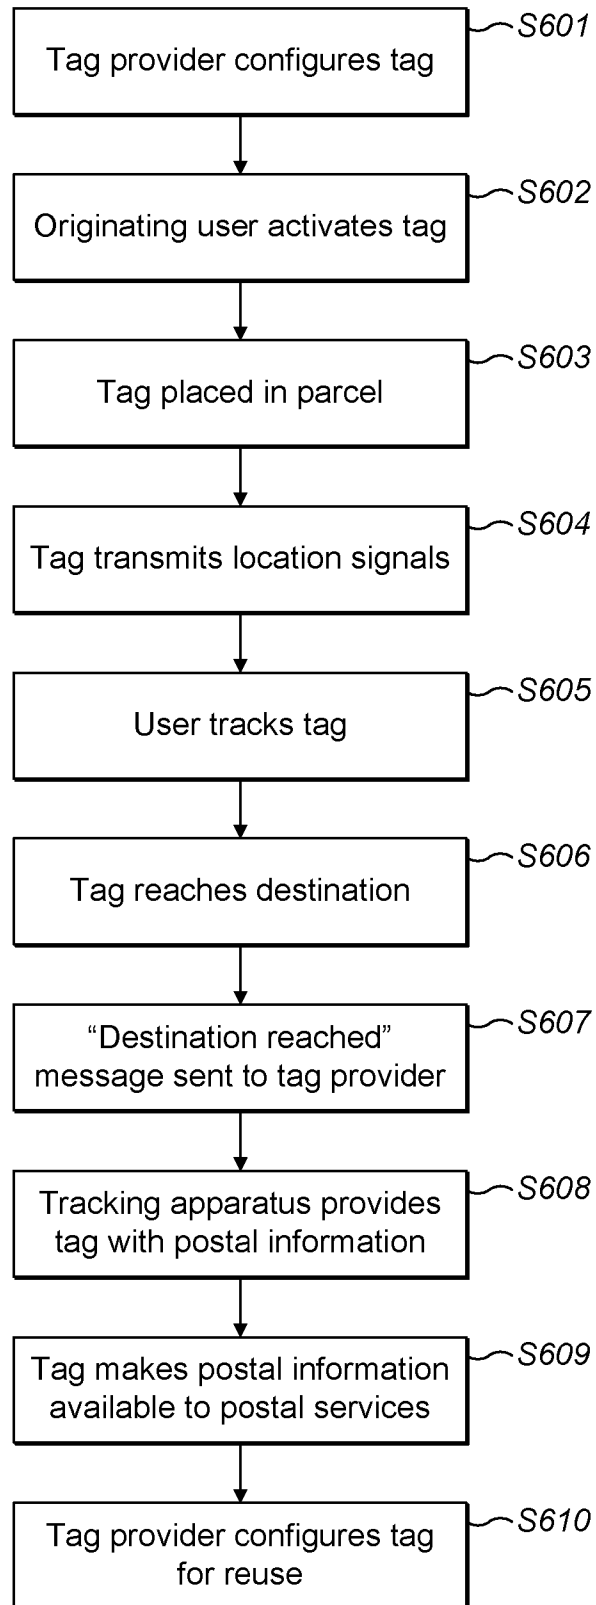 S601
Tag provider configures tag
S602
Originating user activates tag
S603
Tag placed in parcel
S604
Tag transmits location signals
S605
User tracks tag
S606
Tag reaches destination
S607
“Destination reached”
message sent to tag provider
S608
Tracking apparatus provides
tag with postal information
S609
Tag makes postal information
available to postal services
S610
Tag provider configures tag
for reuse